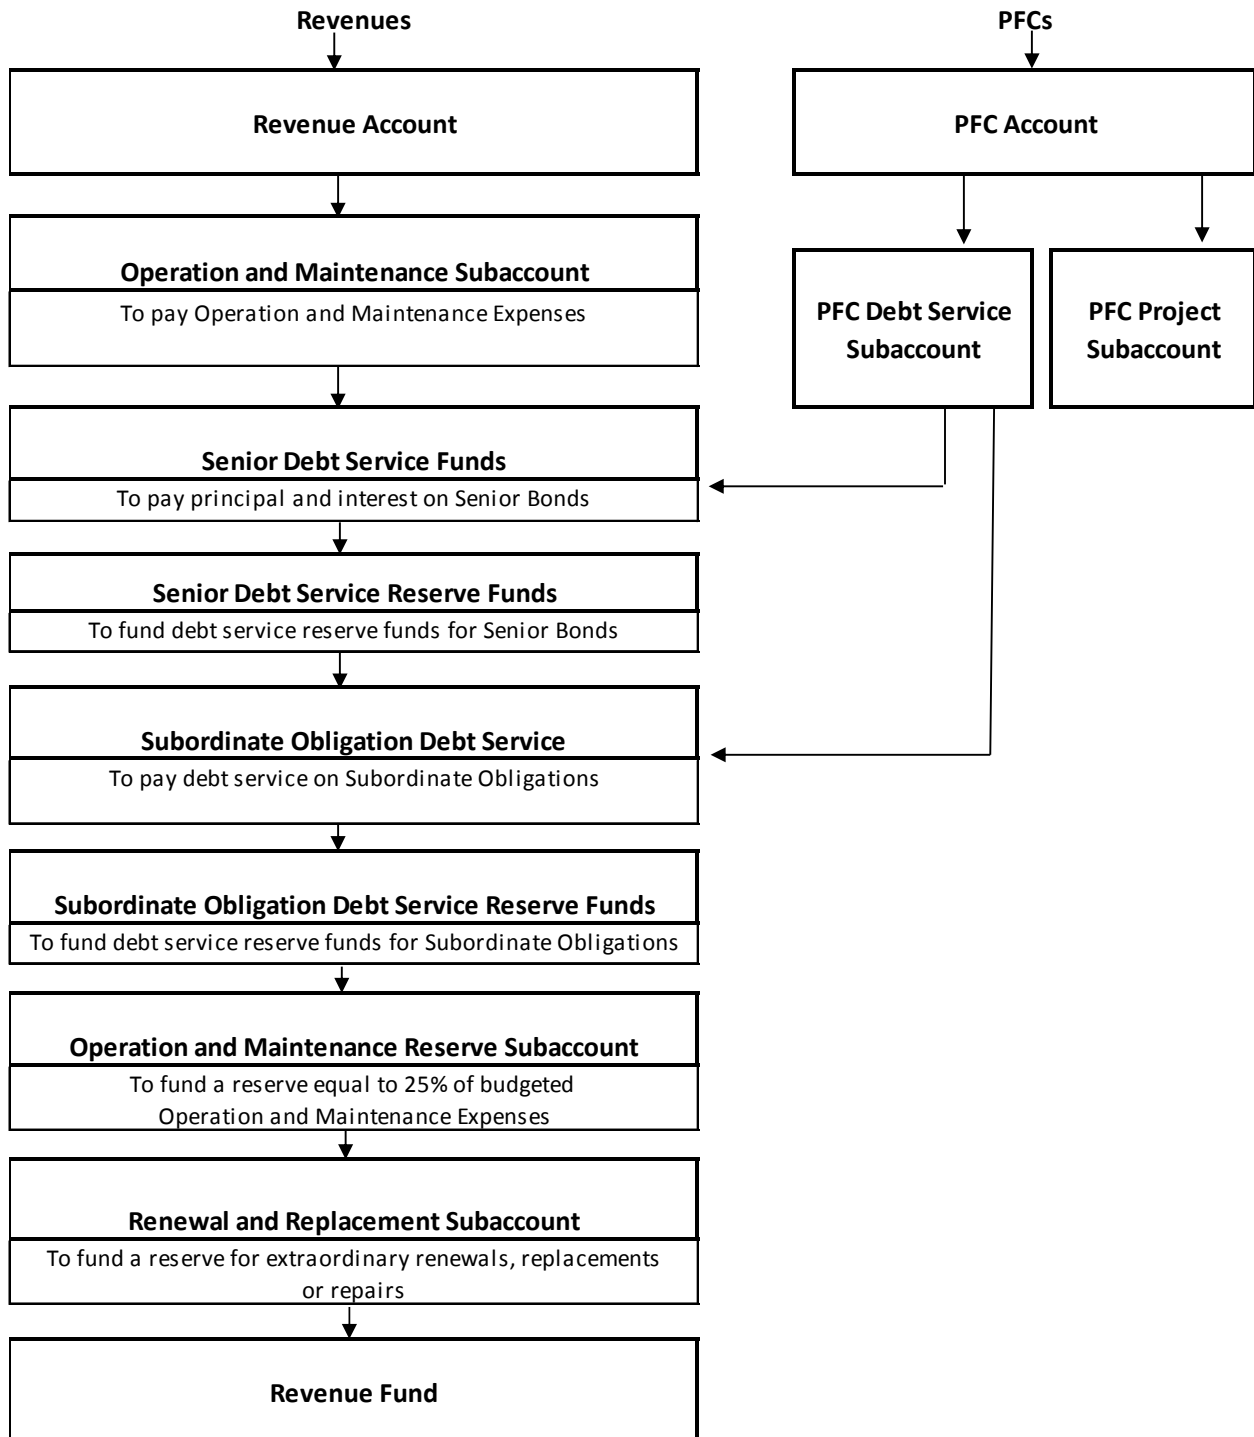 Revenues
PFCs
Revenue Account
PFC Account
Operation and Maintenance Subaccount
To pay Operation and Maintenance Expenses
PFC Debt Service
Subaccount
PFC Project
Subaccount
Senior Debt Service Funds
To pay principal and interest on Senior Bonds
Senior Debt Service Reserve Funds
To fund debt service reserve funds for Senior Bonds
Subordinate Obligation Debt Service
To pay debt service on Subordinate Obligations
Subordinate Obligation Debt Service Reserve Funds
To fund debt service reserve funds for Subordinate Obligations
Operation and Maintenance Reserve Subaccount
To fund a reserve equal to 25% of budgeted
Operation and Maintenance Expenses
Renewal and Replacement Subaccount
To fund a reserve for extraordinary renewals, replacements
or repairs
Revenue Fund